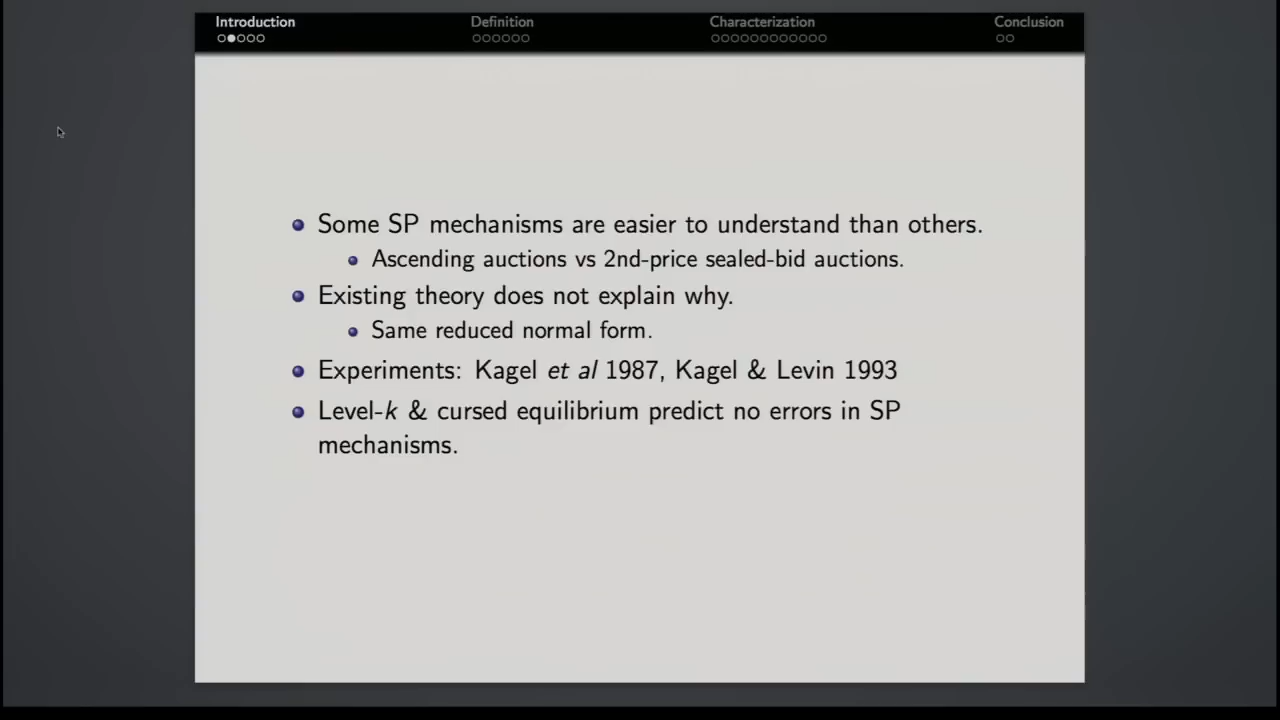 Introduction Definition Characterization Conclusion
Some SP mechanisms are easier to understand than others.
Ascending auctions vs 2nd-price sealed-bid auctions.
Existing theory does not explain why.
Same reduced normal form.
Experiments: Kagel et al 1987, Kagel & Levin 1993
Level-k & cursed equilibrium predict no errors in SP
mechanisms.